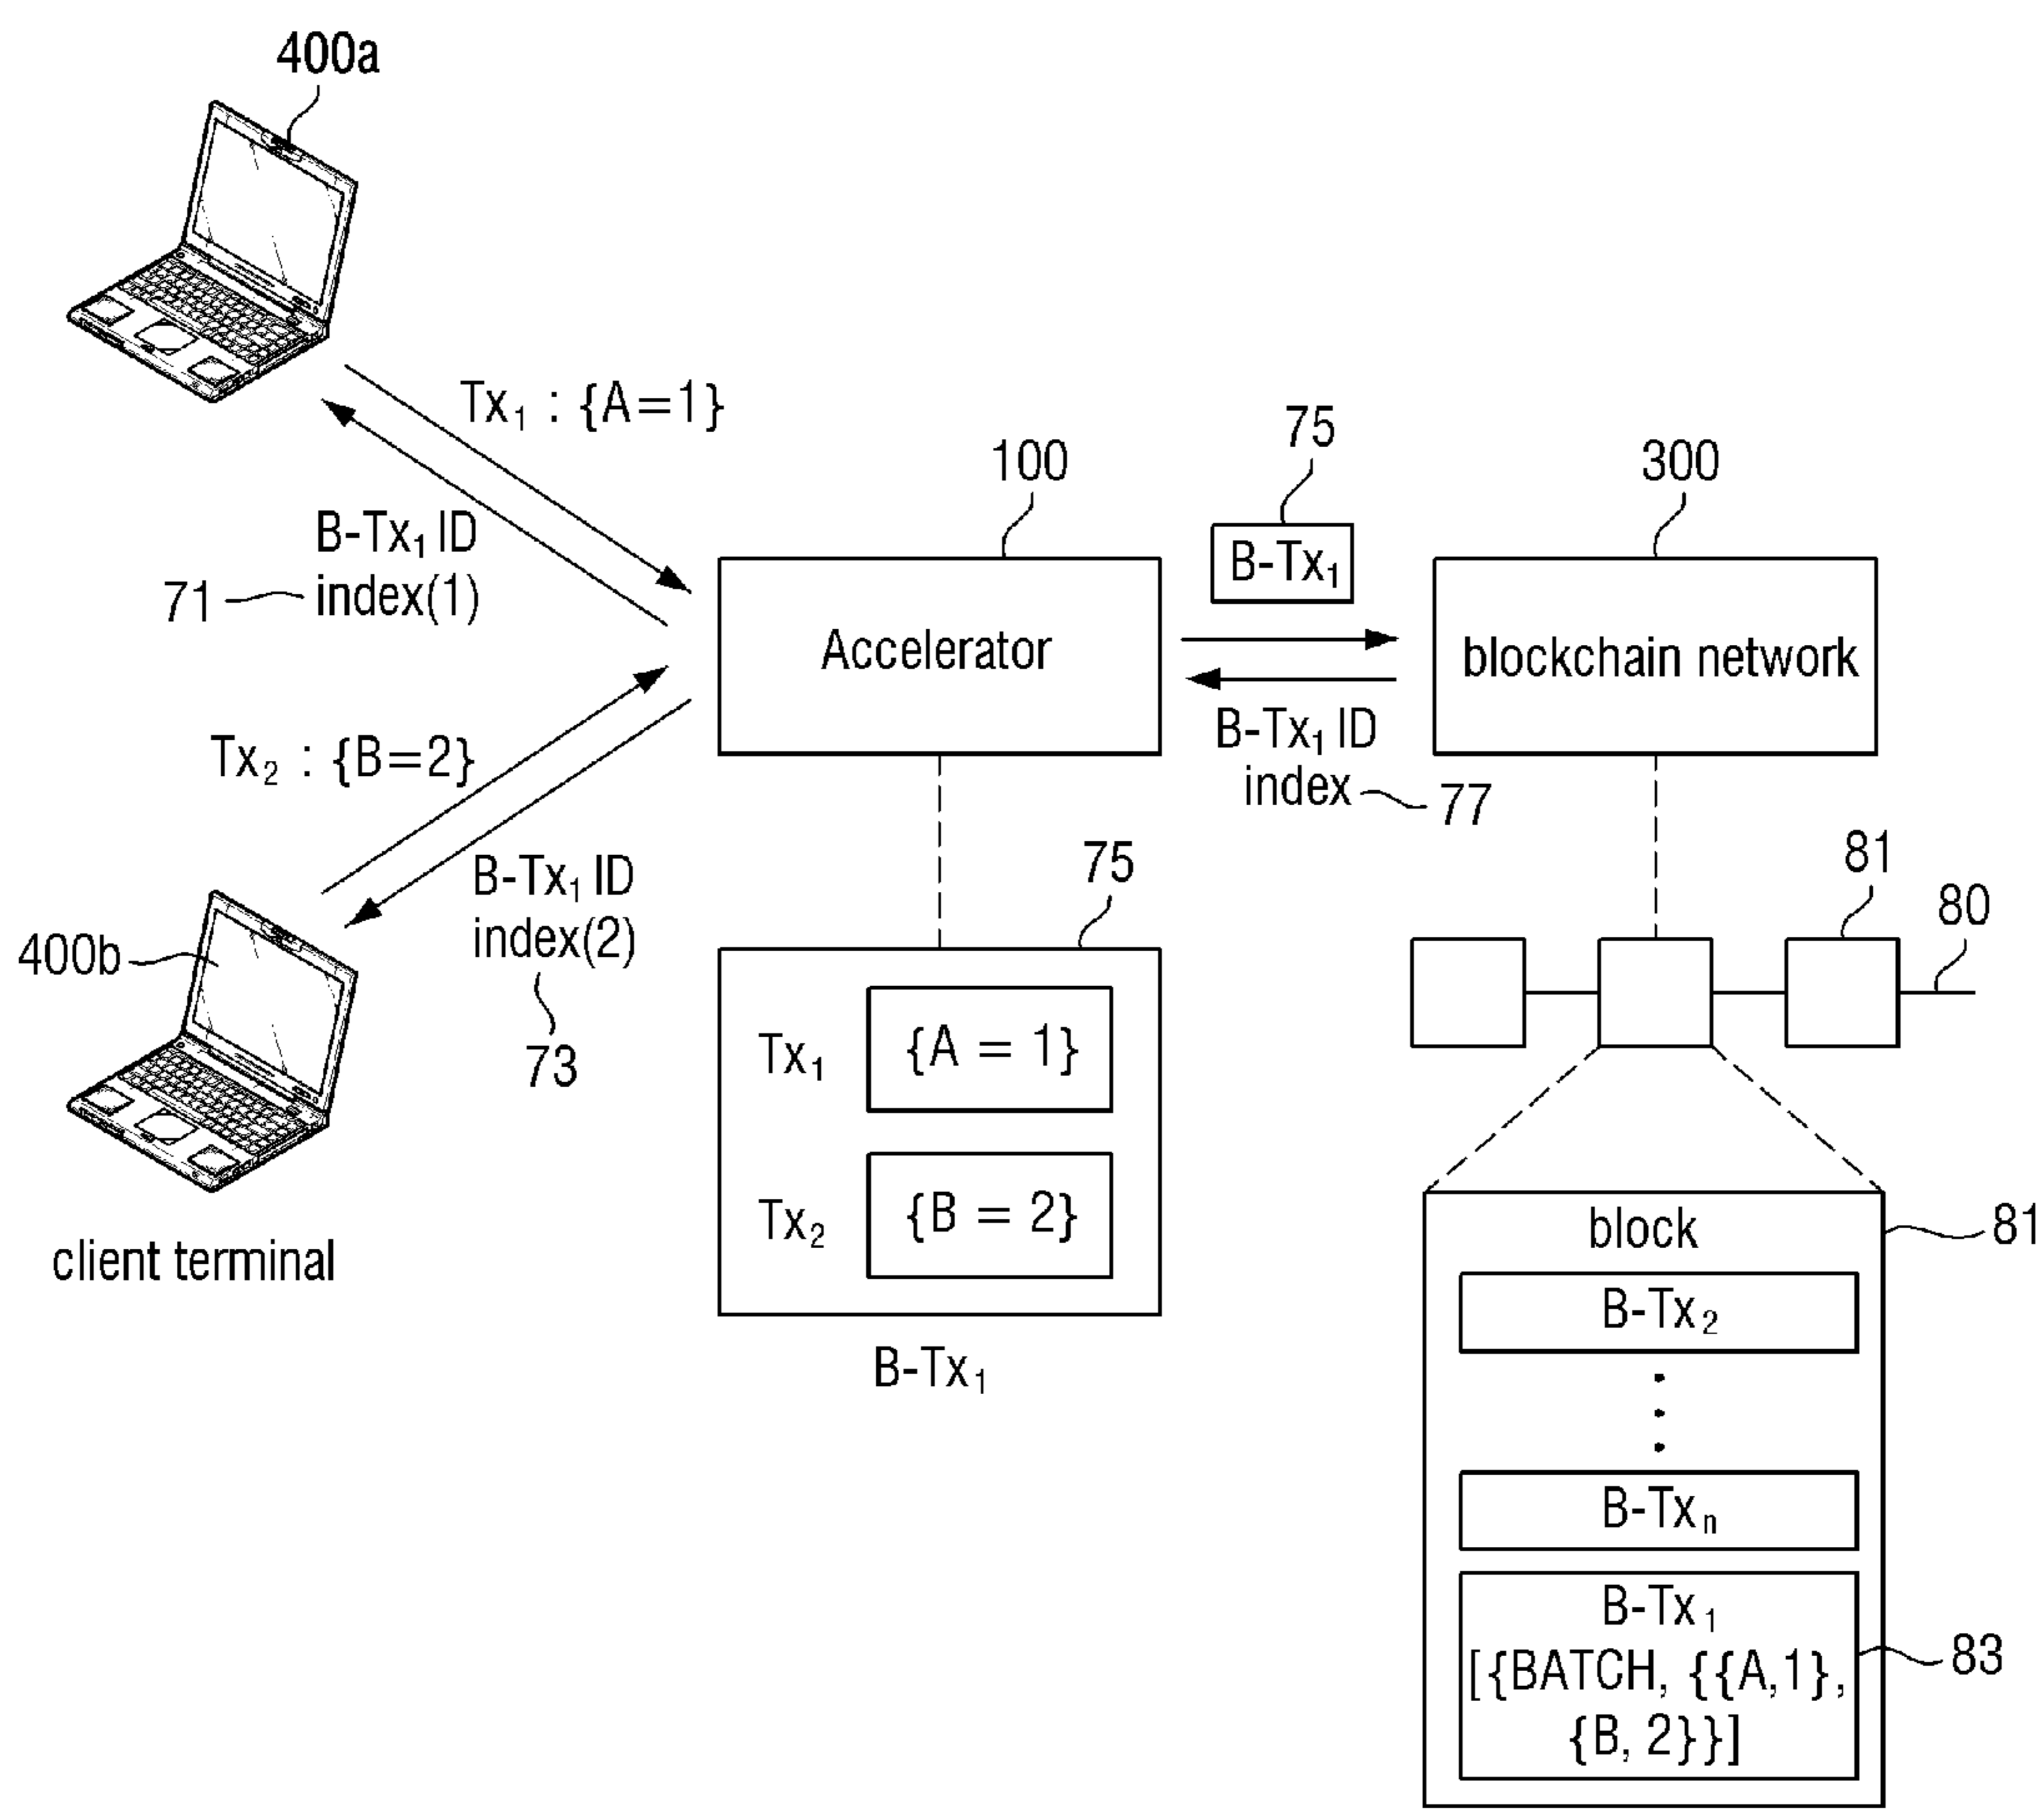 400a
Tx₁ : {A=1}
B-Tx₁ ID
71
index(1)
100
75
B-Tx₁
300
Accelerator
blockchain network
B-Tx₁ ID
index
77
Tx₂ : {B=2}
B-Tx₁ ID
index(2)
73
400b
client terminal
75
Tx₁
{A = 1}
Tx₂
{B = 2}
B-Tx₁
81
80
block
81
B-Tx₂
B-Txₙ
B-Tx₁
[{BATCH, {{A,1},
{B, 2}}]
83